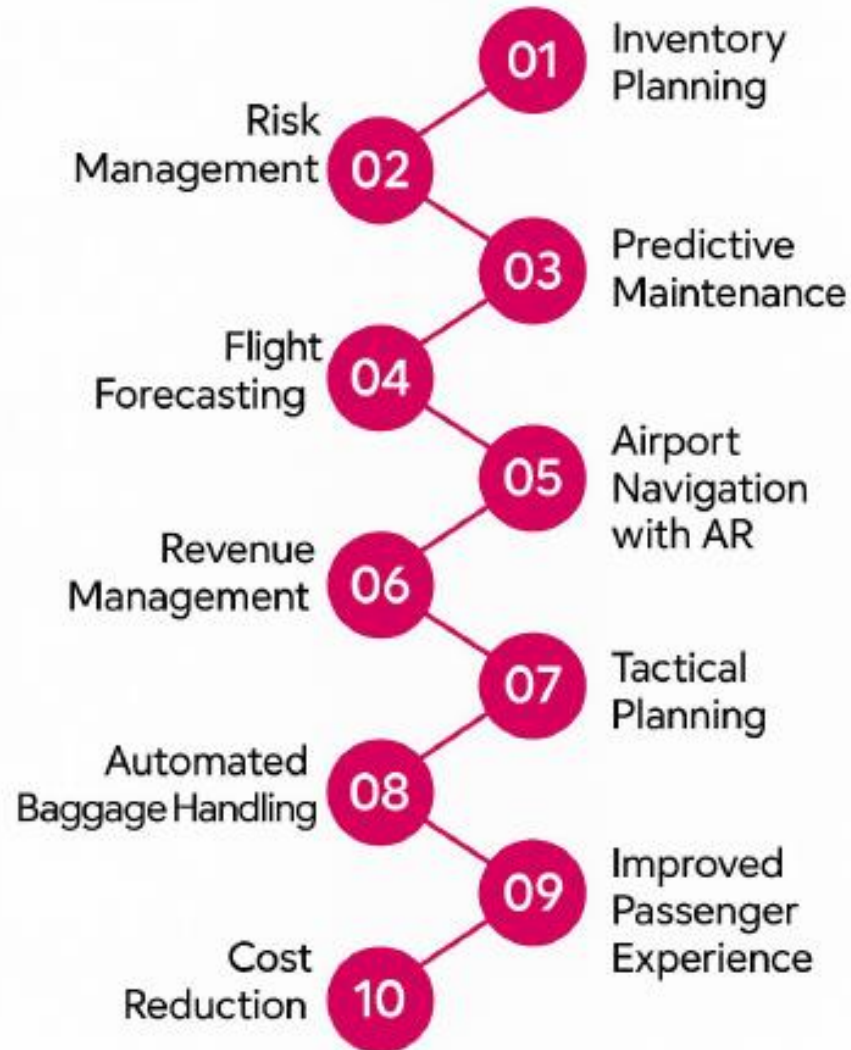 01
Inventory
Planning
Risk
Management
02
03
Predictive
Maintenance
Flight
Forecasting
04
05
Airport
Navigation
with AR
Revenue
Management
06
07
Tactical
Planning
Automated
Baggage Handling
08
09
Improved
Passenger
Experience
Cost
Reduction
10